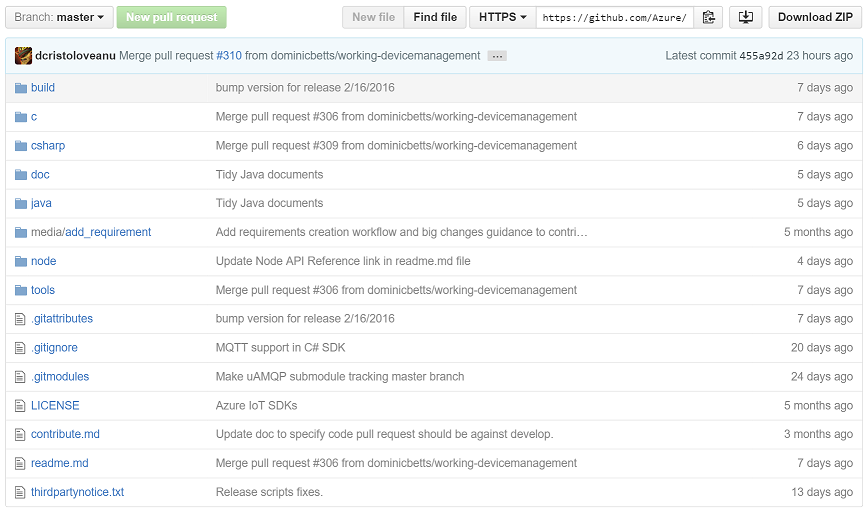 Branch: master New pull request New file Find file HTTPS https://github.com/Azure/ Download ZIP
dcristoloveanu Merge pull request #310 from dominicbetts/working-devicemanagement ... Latest commit 455a92d 23 hours ago
build bump version for release 2/16/2016 7 days ago
c Merge pull request #306 from dominicbetts/working-devicemanagement 7 days ago
csharp Merge pull request #309 from dominicbetts/working-devicemanagement 6 days ago
doc Tidy Java documents 5 days ago
java Tidy Java documents 5 days ago
media/add_requirement Add requirements creation workflow and big changes guidance to contri… 5 months ago
node Update Node API Reference link in readme.md file 4 days ago
tools Merge pull request #306 from dominicbetts/working-devicemanagement 7 days ago
.gitattributes bump version for release 2/16/2016 7 days ago
.gitignore MQTT support in C# SDK 20 days ago
.gitmodules Make uAMQP submodule tracking master branch 24 days ago
LICENSE Azure IoT SDKs 5 months ago
contribute.md Update doc to specify code pull request should be against develop. 3 months ago
readme.md Merge pull request #306 from dominicbetts/working-devicemanagement 7 days ago
thirdpartynotice.txt Release scripts fixes. 13 days ago